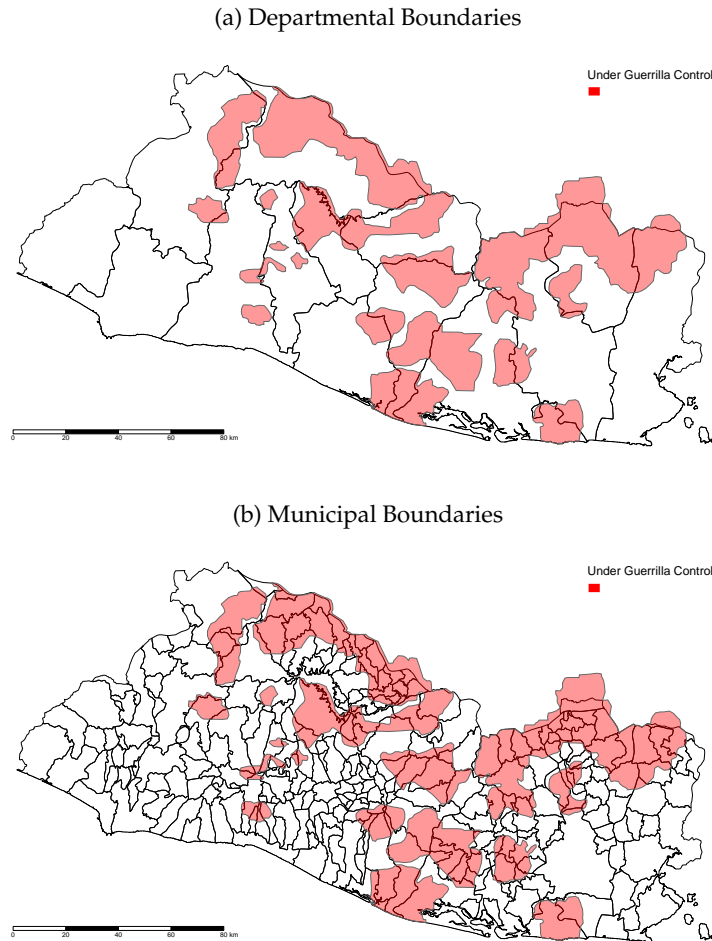 (a) Departmental Boundaries
Under Guerrilla Control
0 20 40 60 80 km
(b) Municipal Boundaries
Under Guerrilla Control
0 20 40 60 80 km